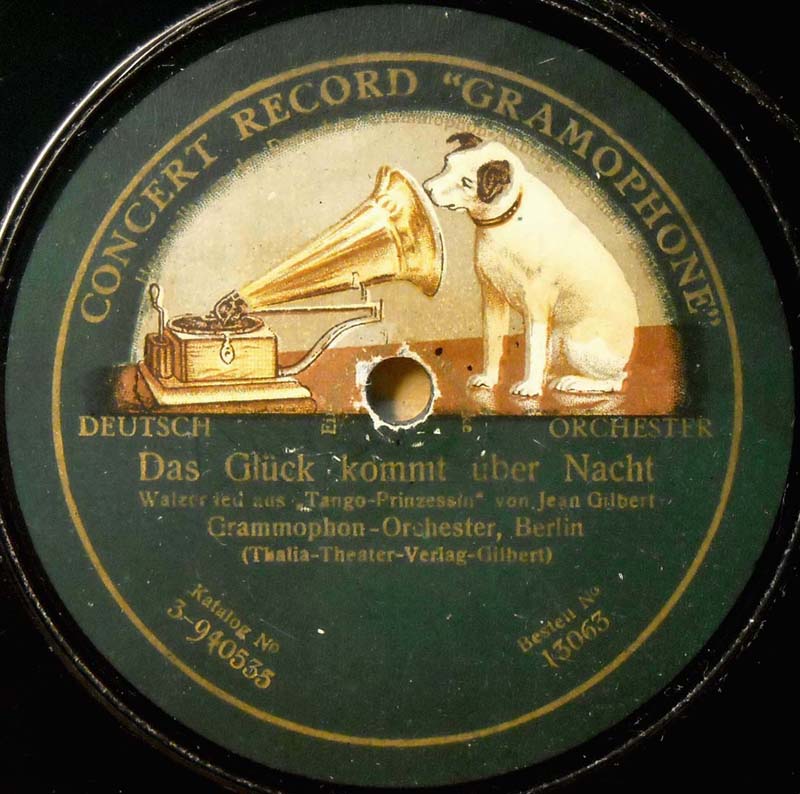 CONCERT RECORD “GRAMOPHONE”
DEUTSCH
ORCHESTER
Das Glück kommt über Nacht
Walzerlied aus „Tango-Prinzessin“ von Jean Gilbert
Grammophon-Orchester, Berlin
(Thalia-Theater-Verlag-Gilbert)
Katalog No
3-940535
Bestell No
13063